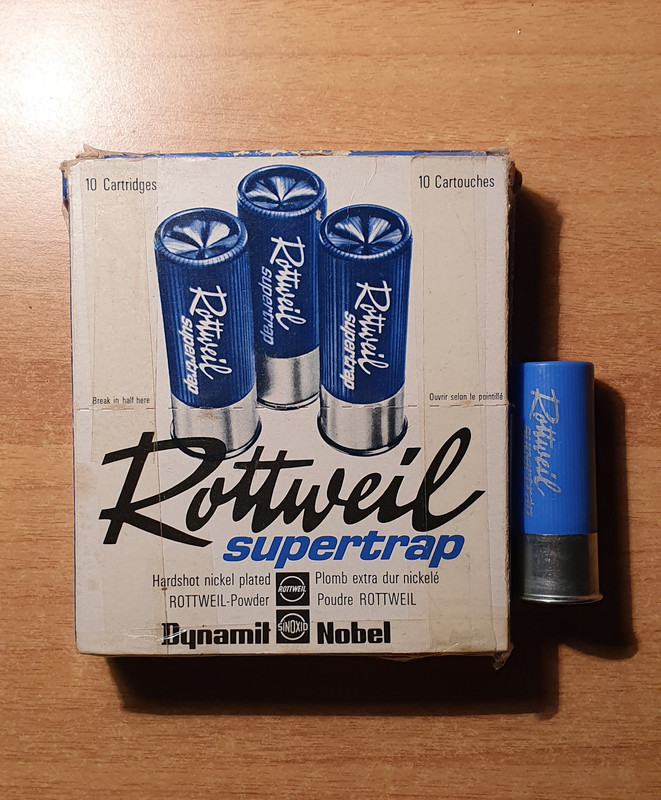 10 Cartridges
10 Cartouches
Rottweil
supertrap
Rottweil
supertrap
Rottweil
supertrap
Break in half here
Ouvrir selon le pointillé
Rottweil
supertrap
Rottweil
supertrap
Hardshot nickel plated ROTTWEIL Plomb extra dur nickelé
ROTTWEIL-Powder Poudre ROTTWEIL
Dynamit SINOXID Nobel